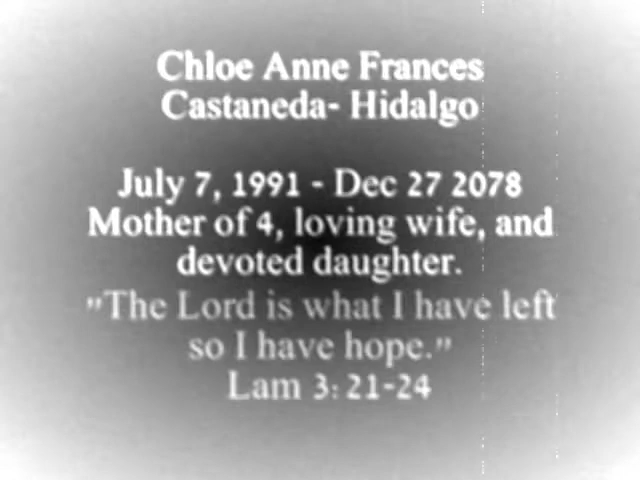 Chloe Anne Frances
Castaneda- Hidalgo
July 7, 1991 - Dec 27 2078
Mother of 4, loving wife, and
devoted daughter.
"The Lord is what I have left
so I have hope."
Lam 3: 21-24